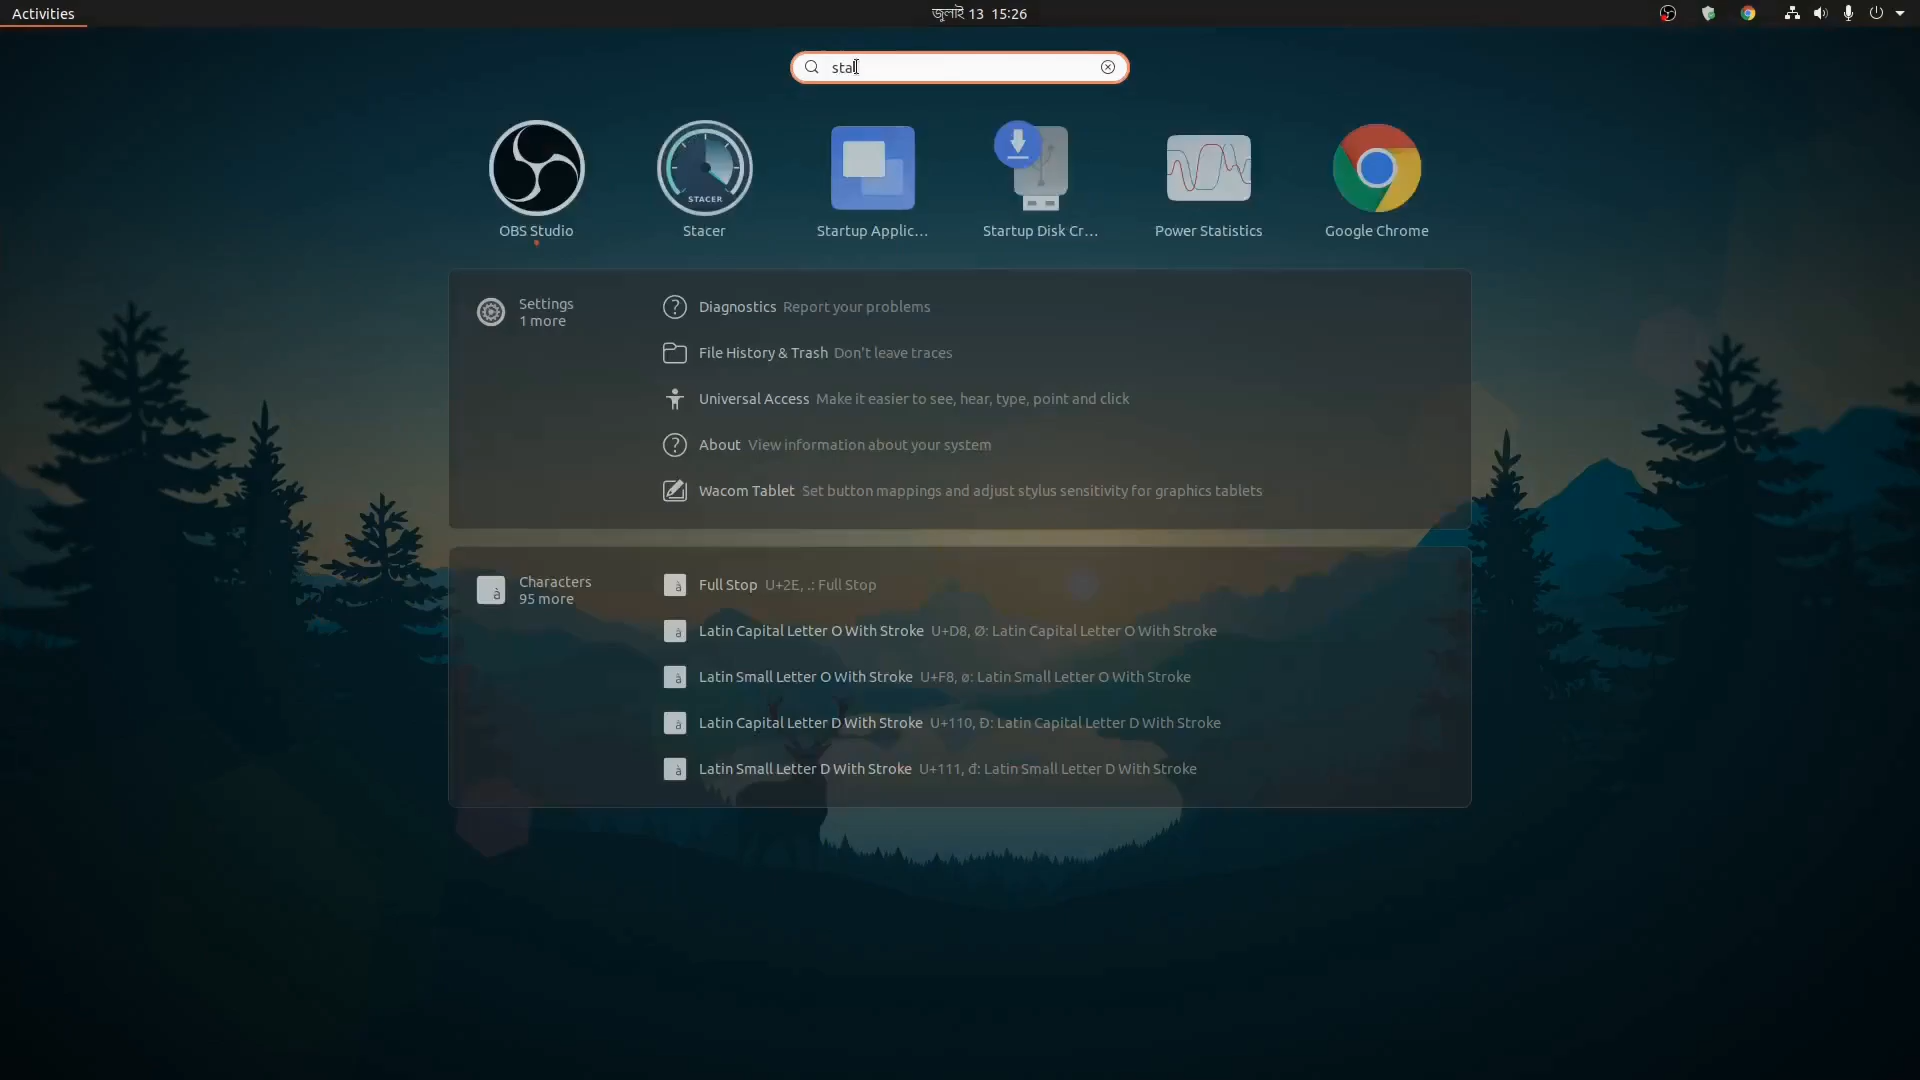 Activities
জুলাই 13 15:26
sta
STACER
OBS Studio
Stacer
Startup Applic...
Startup Disk Cr...
Power Statistics
Google Chrome
Settings
1 more
Diagnostics Report your problems
File History & Trash Don't leave traces
Universal Access Make it easier to see, hear, type, point and click
About View information about your system
Wacom Tablet Set button mappings and adjust stylus sensitivity for graphics tablets
à
Characters
95 more
à Full Stop U+2E, .: Full Stop
à Latin Capital Letter O With Stroke U+D8, Ø: Latin Capital Letter O With Stroke
à Latin Small Letter O With Stroke U+F8, ø: Latin Small Letter O With Stroke
à Latin Capital Letter D With Stroke U+110, Đ: Latin Capital Letter D With Stroke
à Latin Small Letter D With Stroke U+111, đ: Latin Small Letter D With Stroke